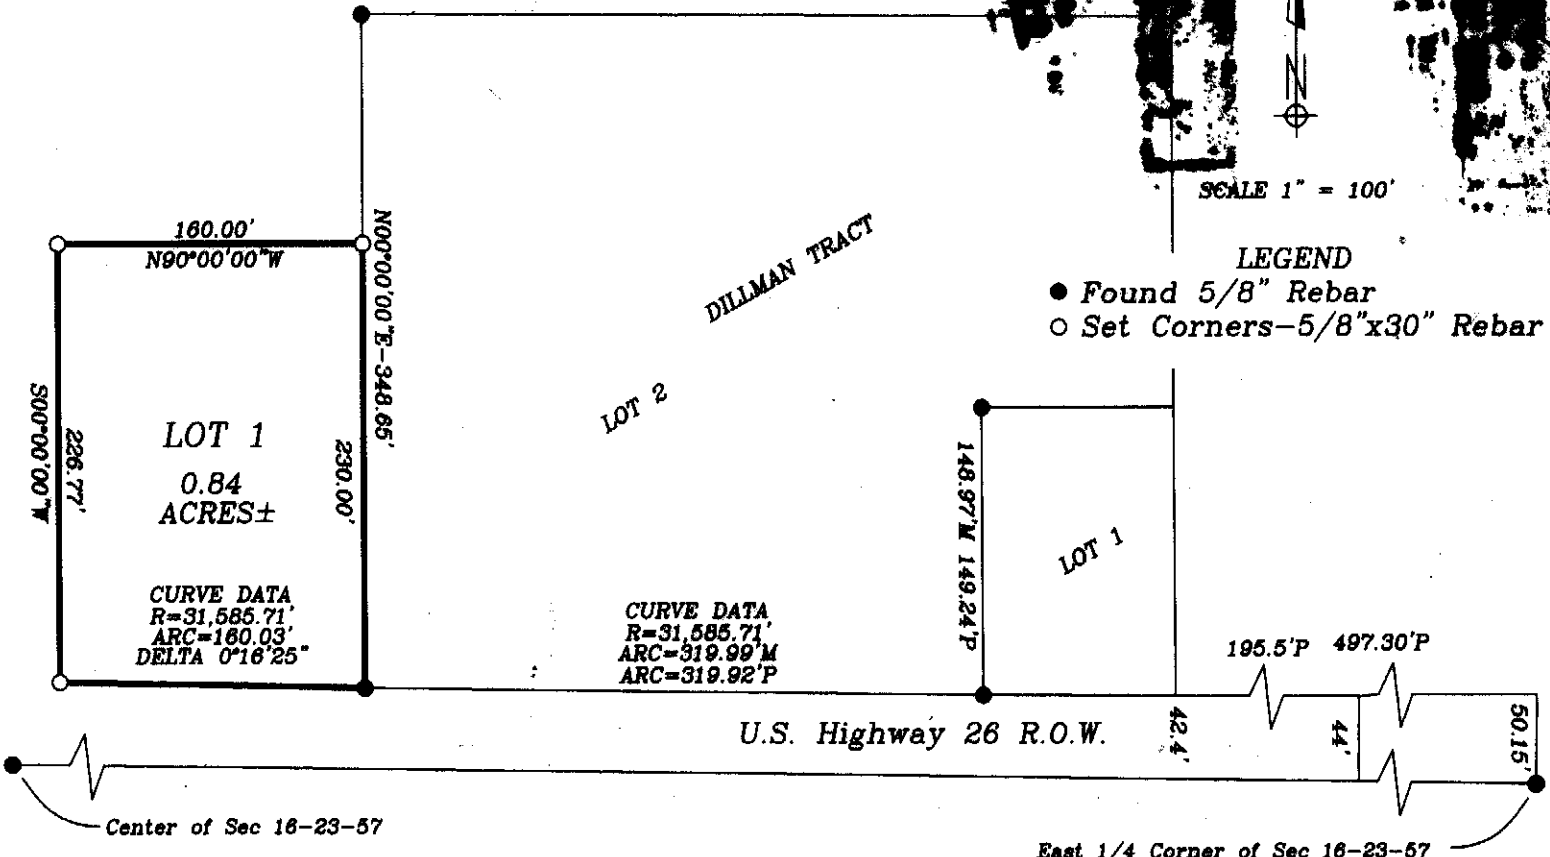 N
SCALE 1" = 100'
160.00'
N90°00'00"W
N00°00'00"E-348.65'
DILLMAN TRACT
LEGEND
Found 5/8" Rebar
Set Corners-5/8"x30" Rebar
LOT 2
S00°00'00"W
226.77'
LOT 1
0.84
ACRES±
230.00'
148.97'M 149.24'P
LOT 1
CURVE DATA
R=31,585.71'
ARC=160.03'
DELTA 0°16'25"
CURVE DATA
R=31,585.71'
ARC=319.99'M
ARC=319.92'P
195.5'P
497.30'P
U.S. Highway 26 R.O.W.
42.4'
44'
50.15'
Center of Sec 16-23-57
East 1/4 Corner of Sec 16-23-57